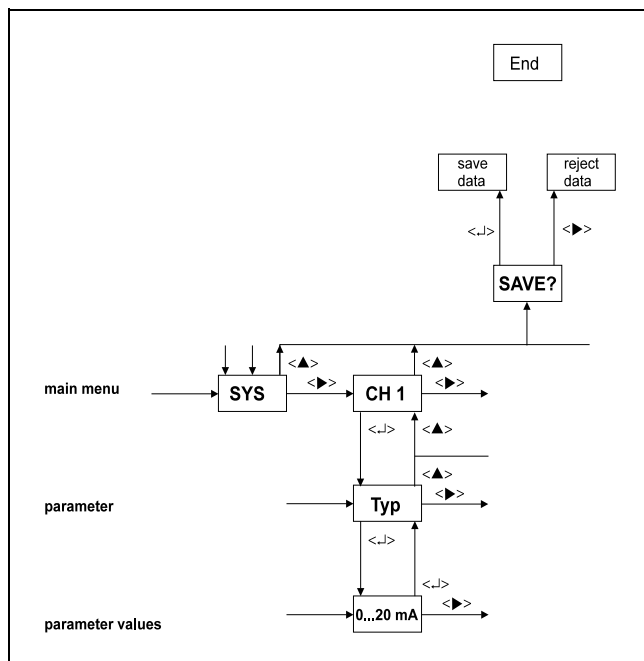 End
save
data
reject
data
<↵>
<▶>
SAVE?
<▲>
<▲>
main menu
SYS
<▶>
CH 1
<▶>
<↵>
<▲>
<▲>
parameter
Typ
<▶>
<↵>
<↵>
parameter values
0...20 mA
<▶>